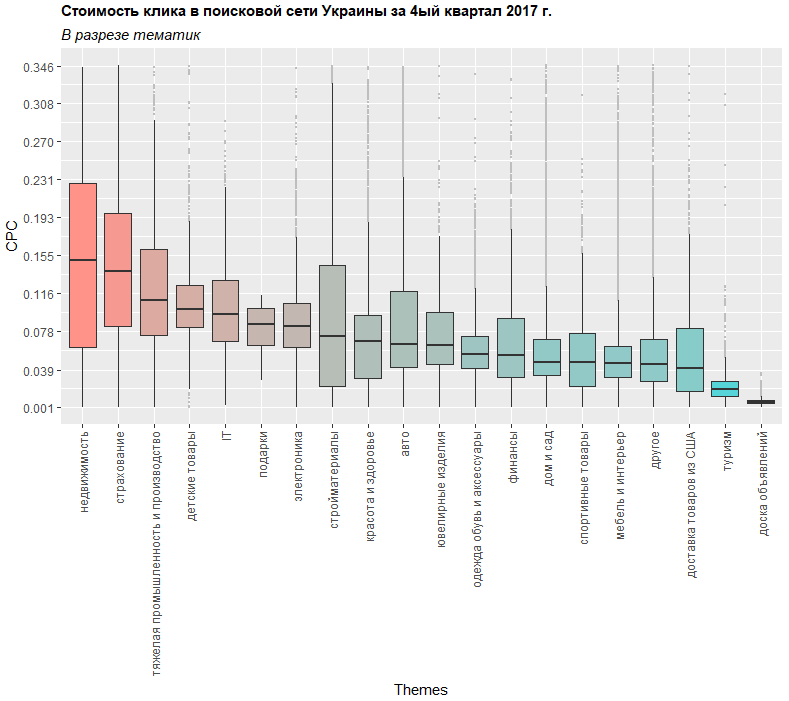 Стоимость клика в поисковой сети Украины за 4ый квартал 2017 г.
В разрезе тематик
CPC
0.346
0.308
0.270
0.231
0.193
0.155
0.116
0.078
0.039
0.001
недвижимость
страхование
тяжелая промышленность и производство
детские товары
IT
подарки
электроника
стройматериалы
красота и здоровье
авто
ювелирные изделия
одежда обувь и аксессуары
финансы
дом и сад
спортивные товары
мебель и интерьер
другое
доставка товаров из США
туризм
доска объявлений
Themes